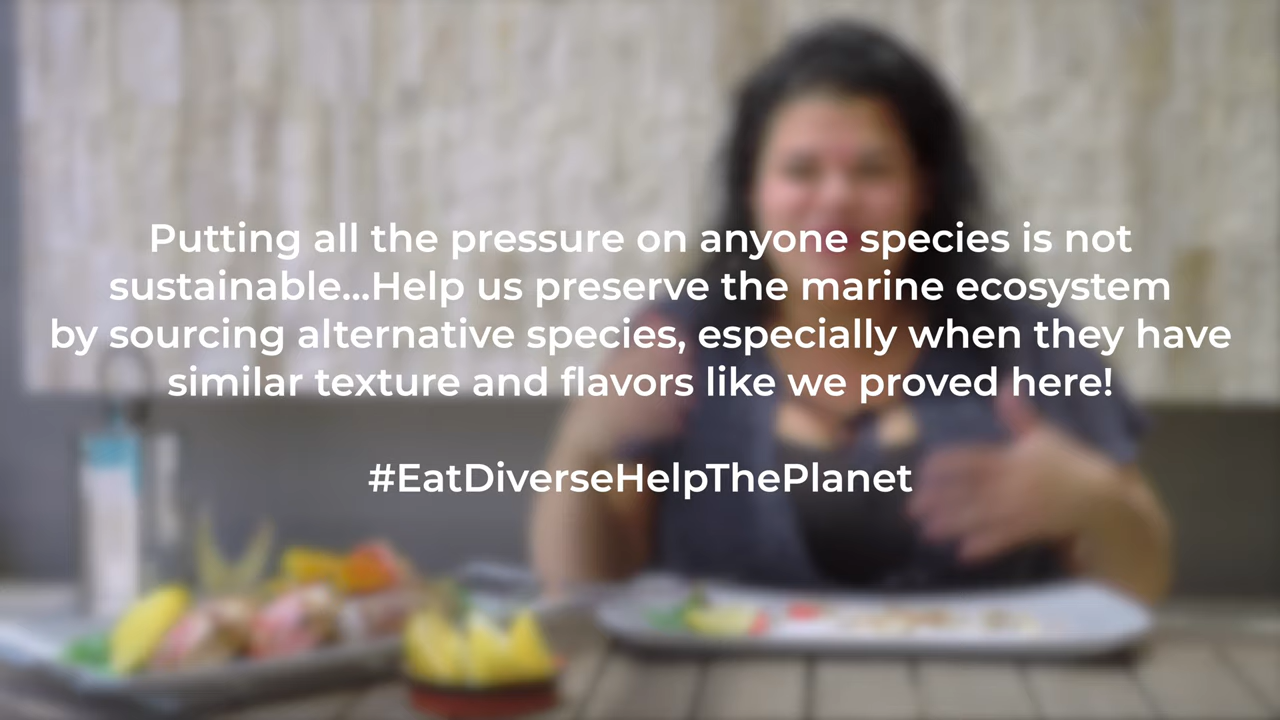 Putting all the pressure on anyone species is not
sustainable...Help us preserve the marine ecosystem
by sourcing alternative species, especially when they have
similar texture and flavors like we proved here!
#EatDiverseHelpThePlanet